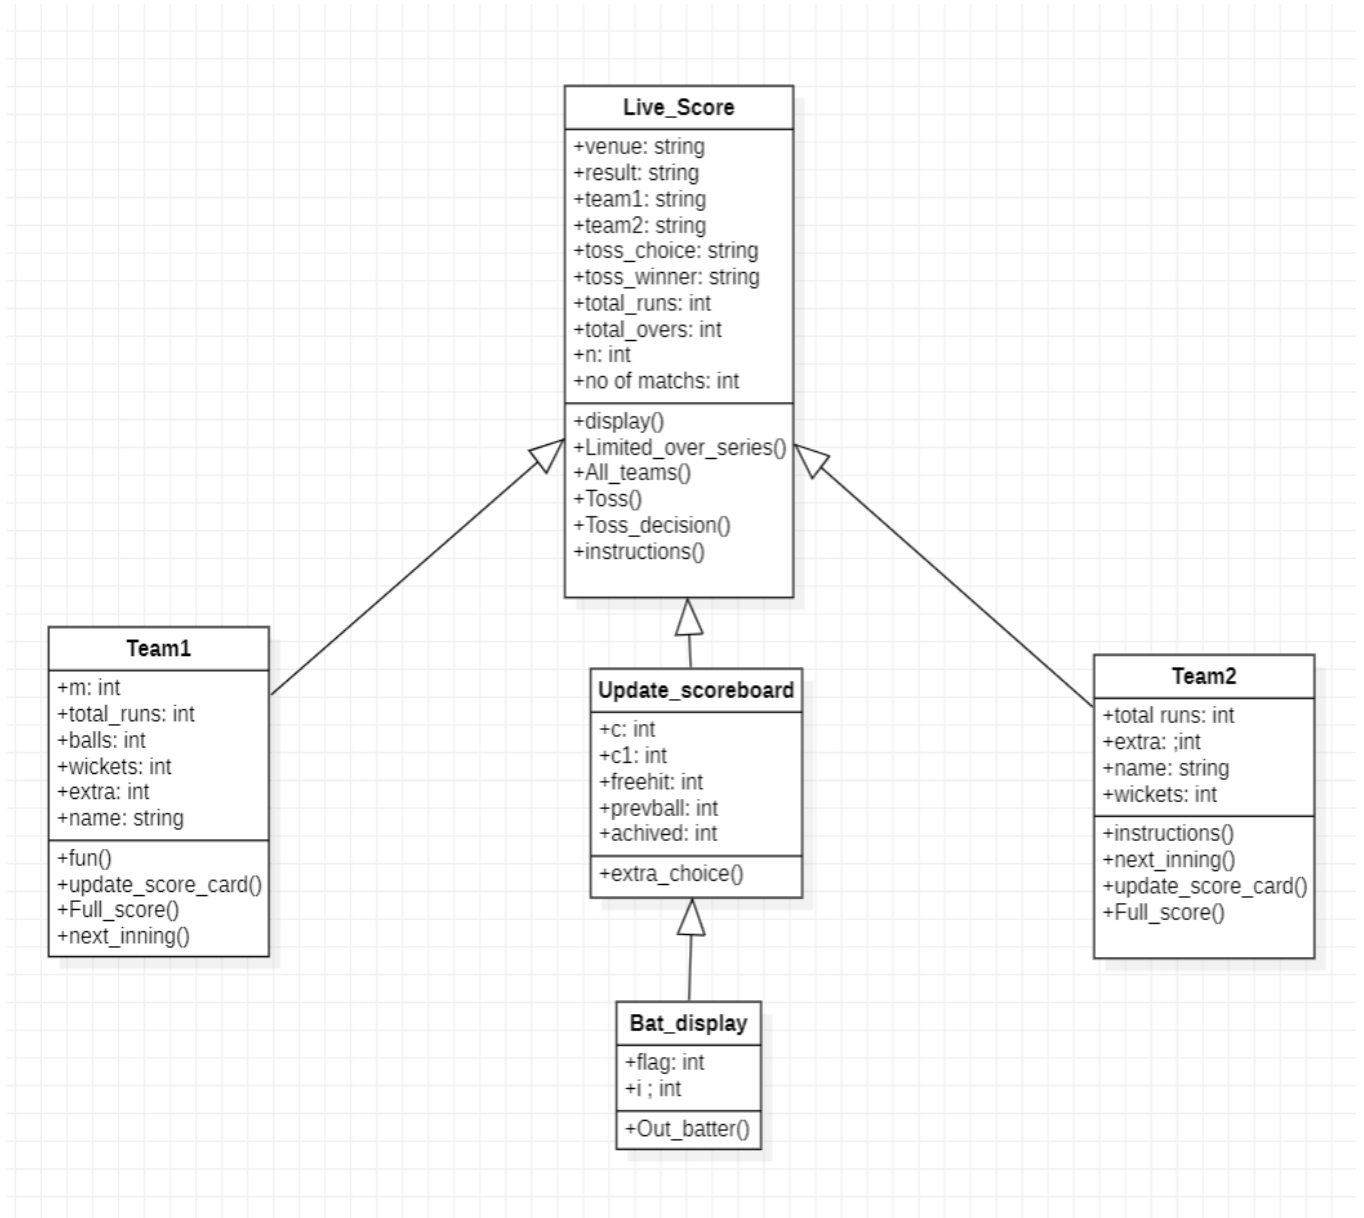 Live_Score
+venue: string
+result: string
+team1: string
+team2: string
+toss_choice: string
+toss_winner: string
+total_runs: int
+total_overs: int
+n: int
+no of matchs: int
+display()
+Limited_over_series()
+All_teams()
+Toss()
+Toss_decision()
+instructions()
Team1
+m: int
+total_runs: int
+balls: int
+wickets: int
+extra: int
+name: string
+fun()
+update_score_card()
+Full_score()
+next_inning()
Update_scoreboard
+c: int
+c1: int
+freehit: int
+prevball: int
+achived: int
+extra_choice()
Team2
+total runs: int
+extra: ;int
+name: string
+wickets: int
+instructions()
+next_inning()
+update_score_card()
+Full_score()
Bat_display
+flag: int
+i ; int
+Out_batter()